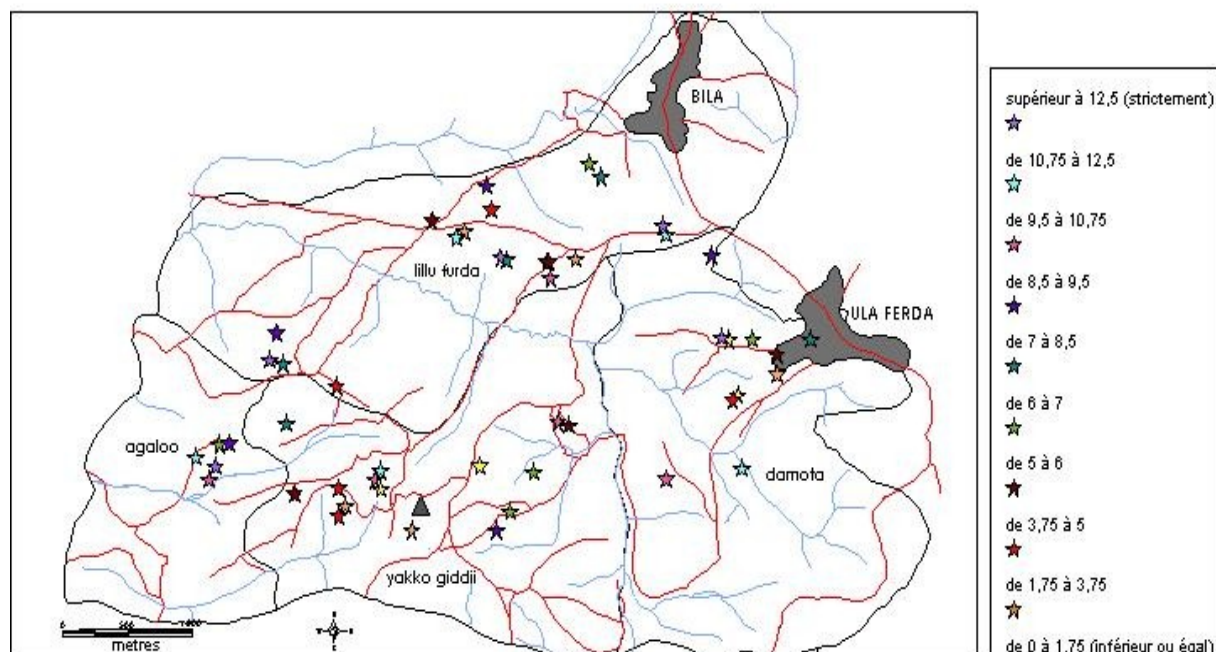 BILA
supérieur à 12,5 (strictement)
de 10,75 à 12,5
de 9,5 à 10,75
de 8,5 à 9,5
de 7 à 8,5
de 6 à 7
de 5 à 6
de 3,75 à 5
de 1,75 à 3,75
de 0 à 1,75 (inférieur ou égal)
lillu furda
ULA FERDA
agaloo
damota
yakko giddii
metres